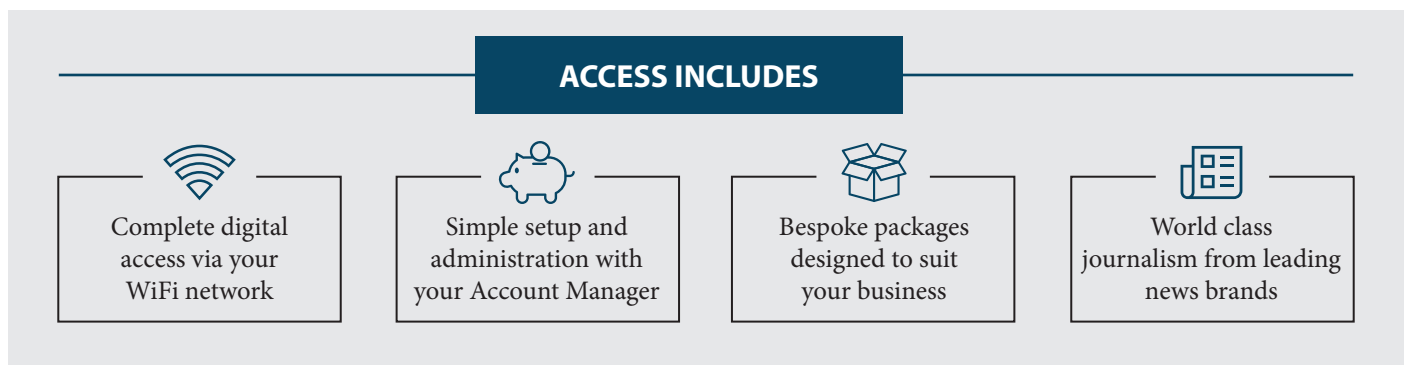 ACCESS INCLUDES
Complete digital
access via your
WiFi network
Simple setup and
administration with
your Account Manager
Bespoke packages
designed to suit
your business
World class
journalism from leading
news brands